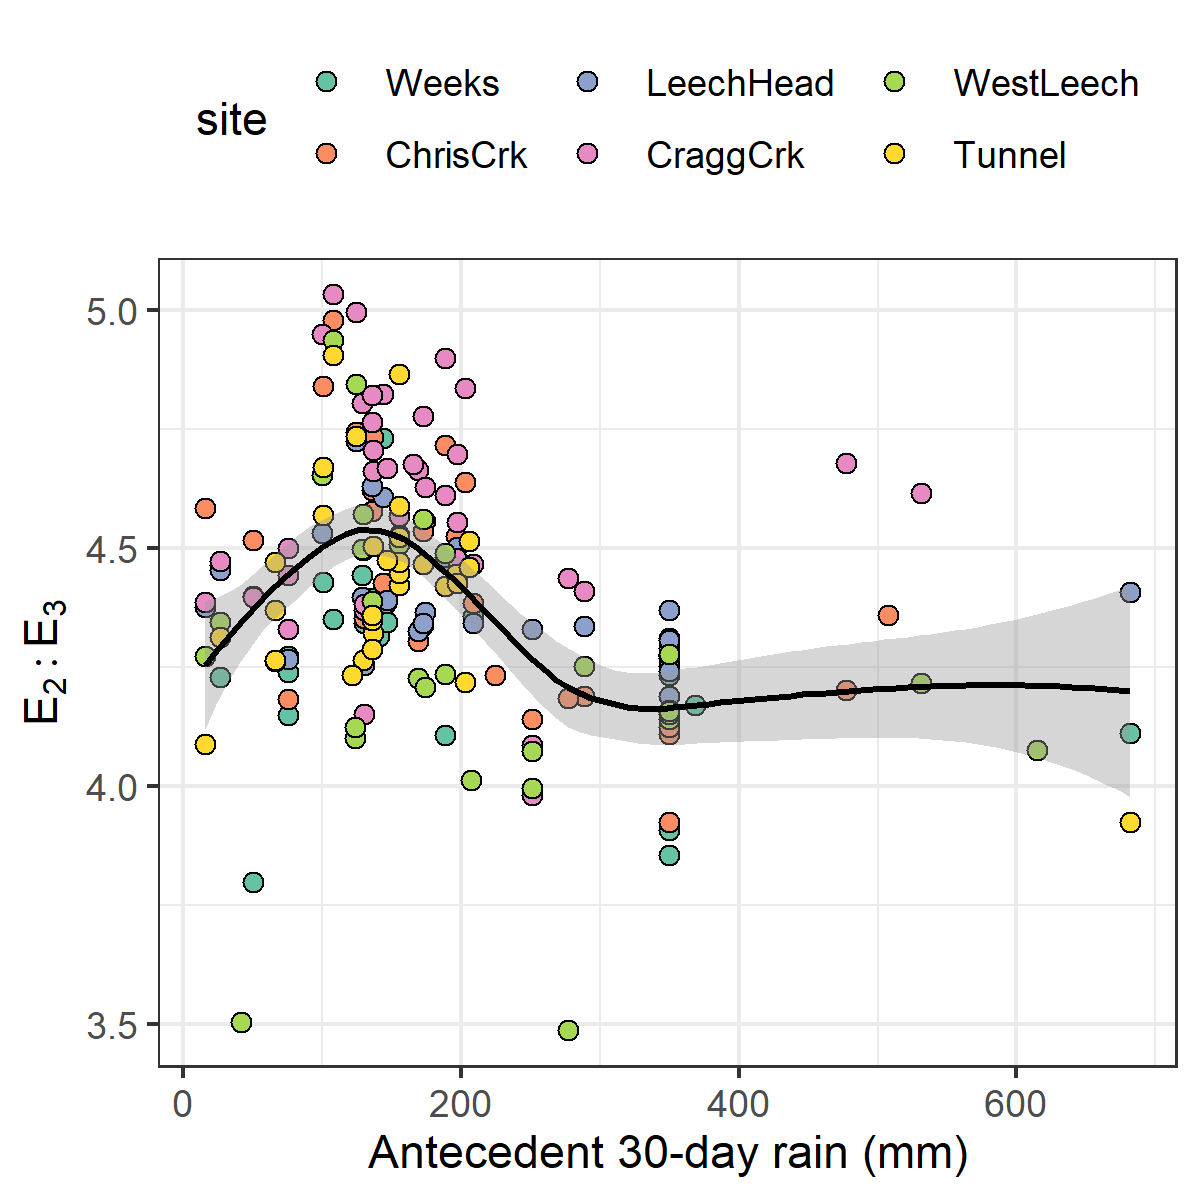 site
Weeks
LeechHead
WestLeech
ChrisCrk
CraggCrk
Tunnel
5.0
4.5
4.0
3.5
E₂ : E₃
0 200 400 600
Antecedent 30-day rain (mm)